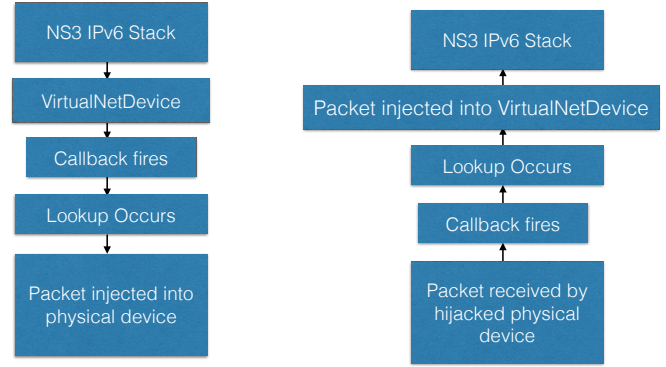 NS3 IPv6 Stack
VirtualNetDevice
Callback fires
Lookup Occurs
Packet injected into
physical device
NS3 IPv6 Stack
Packet injected into VirtualNetDevice
Lookup Occurs
Callback fires
Packet received by
hijacked physical
device